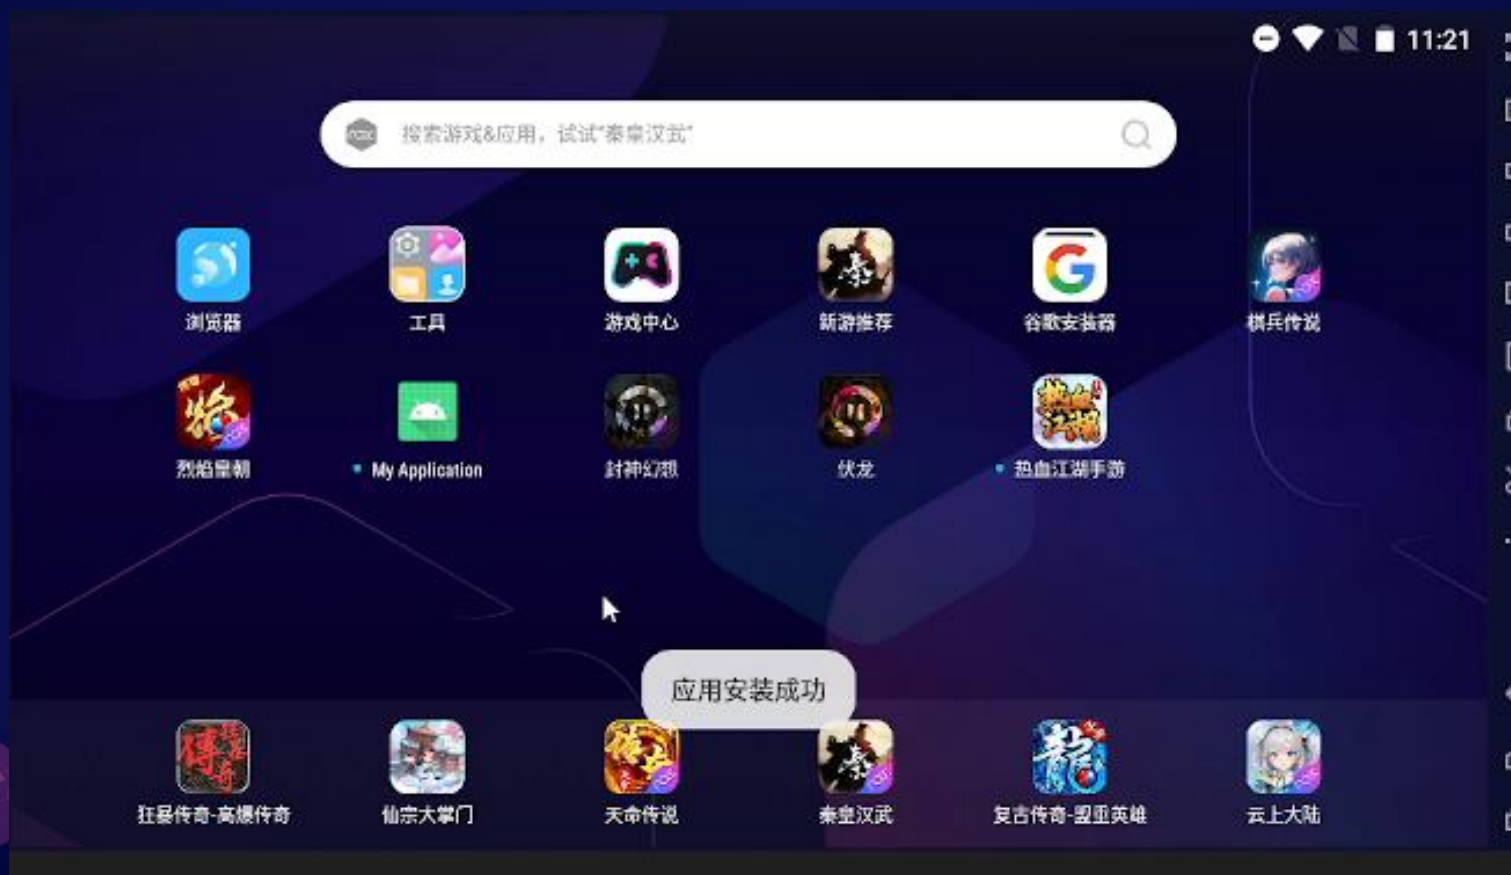 11:21
搜索游戏&应用，试试"秦皇汉武"
浏览器
工具
游戏中心
新游推荐
谷歌安装器
棋兵传说
烈焰皇朝
My Application
封神幻想
伏龙
热血江湖手游
应用安装成功
狂暴传奇-高爆传奇
仙宗大掌门
天命传说
秦皇汉武
复古传奇-盟重英雄
云上大陆